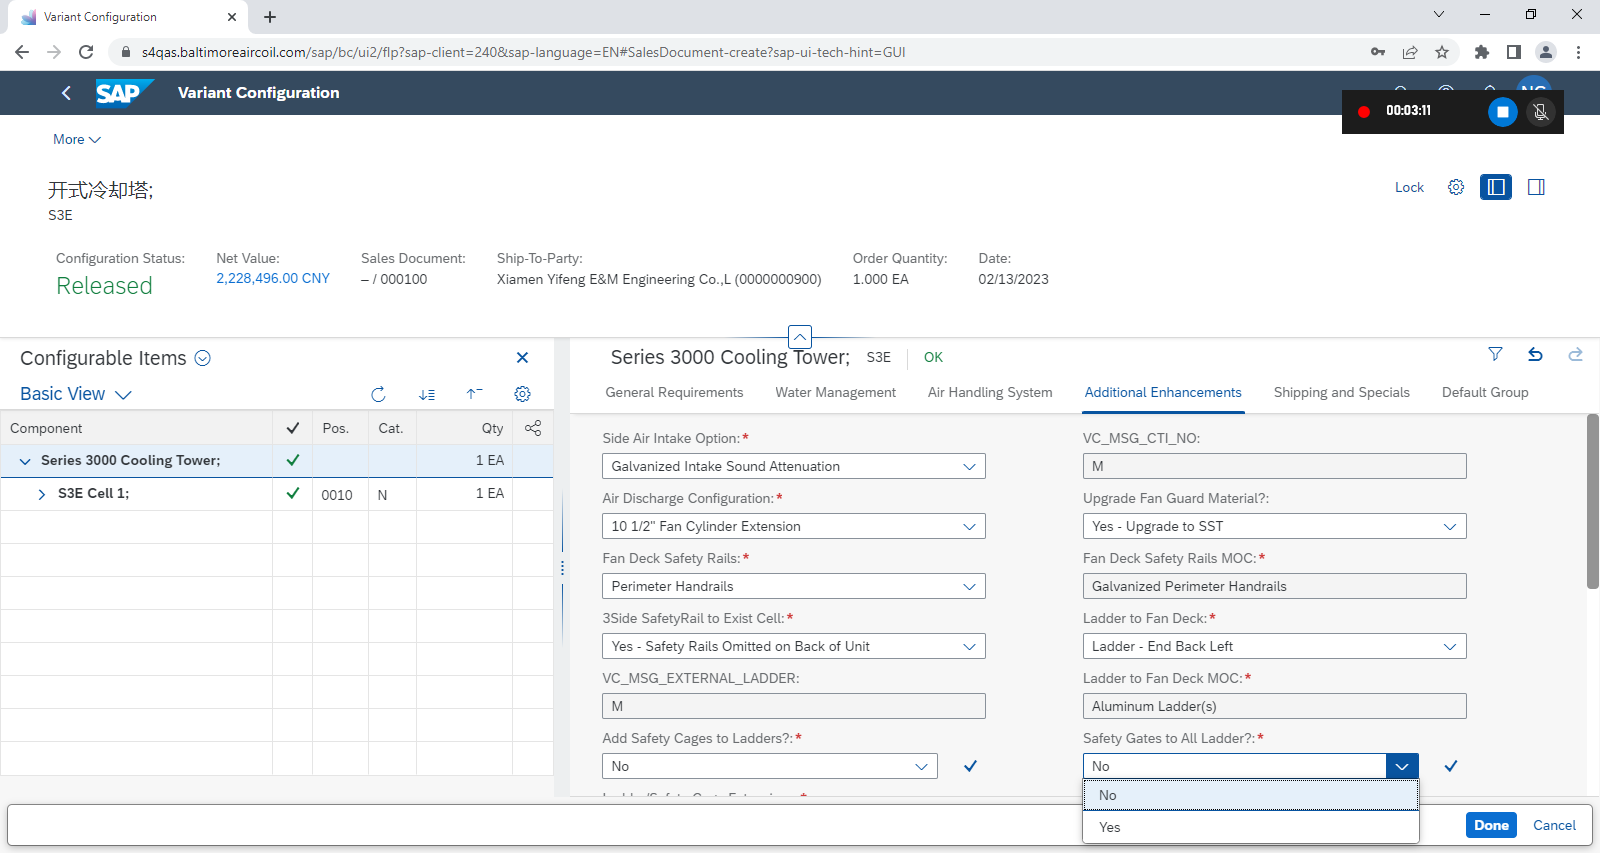 Variant Configuration
s4qas.baltimoreaircoil.com/sap/bc/ui2/flp?sap-client=240&sap-language=EN#SalesDocument-create?sap-ui-tech-hint=GUI
SAP Variant Configuration
00:03:11
More
开式冷却塔;
S3E
Lock
Configuration Status: Net Value: Sales Document: Ship-To-Party: Order Quantity: Date:
Released 2,228,496.00 CNY – / 000100 Xiamen Yifeng E&M Engineering Co.,L (0000000900) 1.000 EA 02/13/2023
Configurable Items
Basic View
Component Pos. Cat. Qty
Series 3000 Cooling Tower; 1 EA
S3E Cell 1; 0010 N 1 EA
Series 3000 Cooling Tower; S3E OK
General Requirements Water Management Air Handling System Additional Enhancements Shipping and Specials Default Group
Side Air Intake Option:* VC_MSG_CTI_NO:
Galvanized Intake Sound Attenuation M
Air Discharge Configuration:* Upgrade Fan Guard Material?:
10 1/2" Fan Cylinder Extension Yes - Upgrade to SST
Fan Deck Safety Rails:* Fan Deck Safety Rails MOC:*
Perimeter Handrails Galvanized Perimeter Handrails
3Side SafetyRail to Exist Cell:* Ladder to Fan Deck:*
Yes - Safety Rails Omitted on Back of Unit Ladder - End Back Left
VC_MSG_EXTERNAL_LADDER: Ladder to Fan Deck MOC:*
M Aluminum Ladder(s)
Add Safety Cages to Ladders?:* Safety Gates to All Ladder?:*
No No
No
Yes
Done Cancel